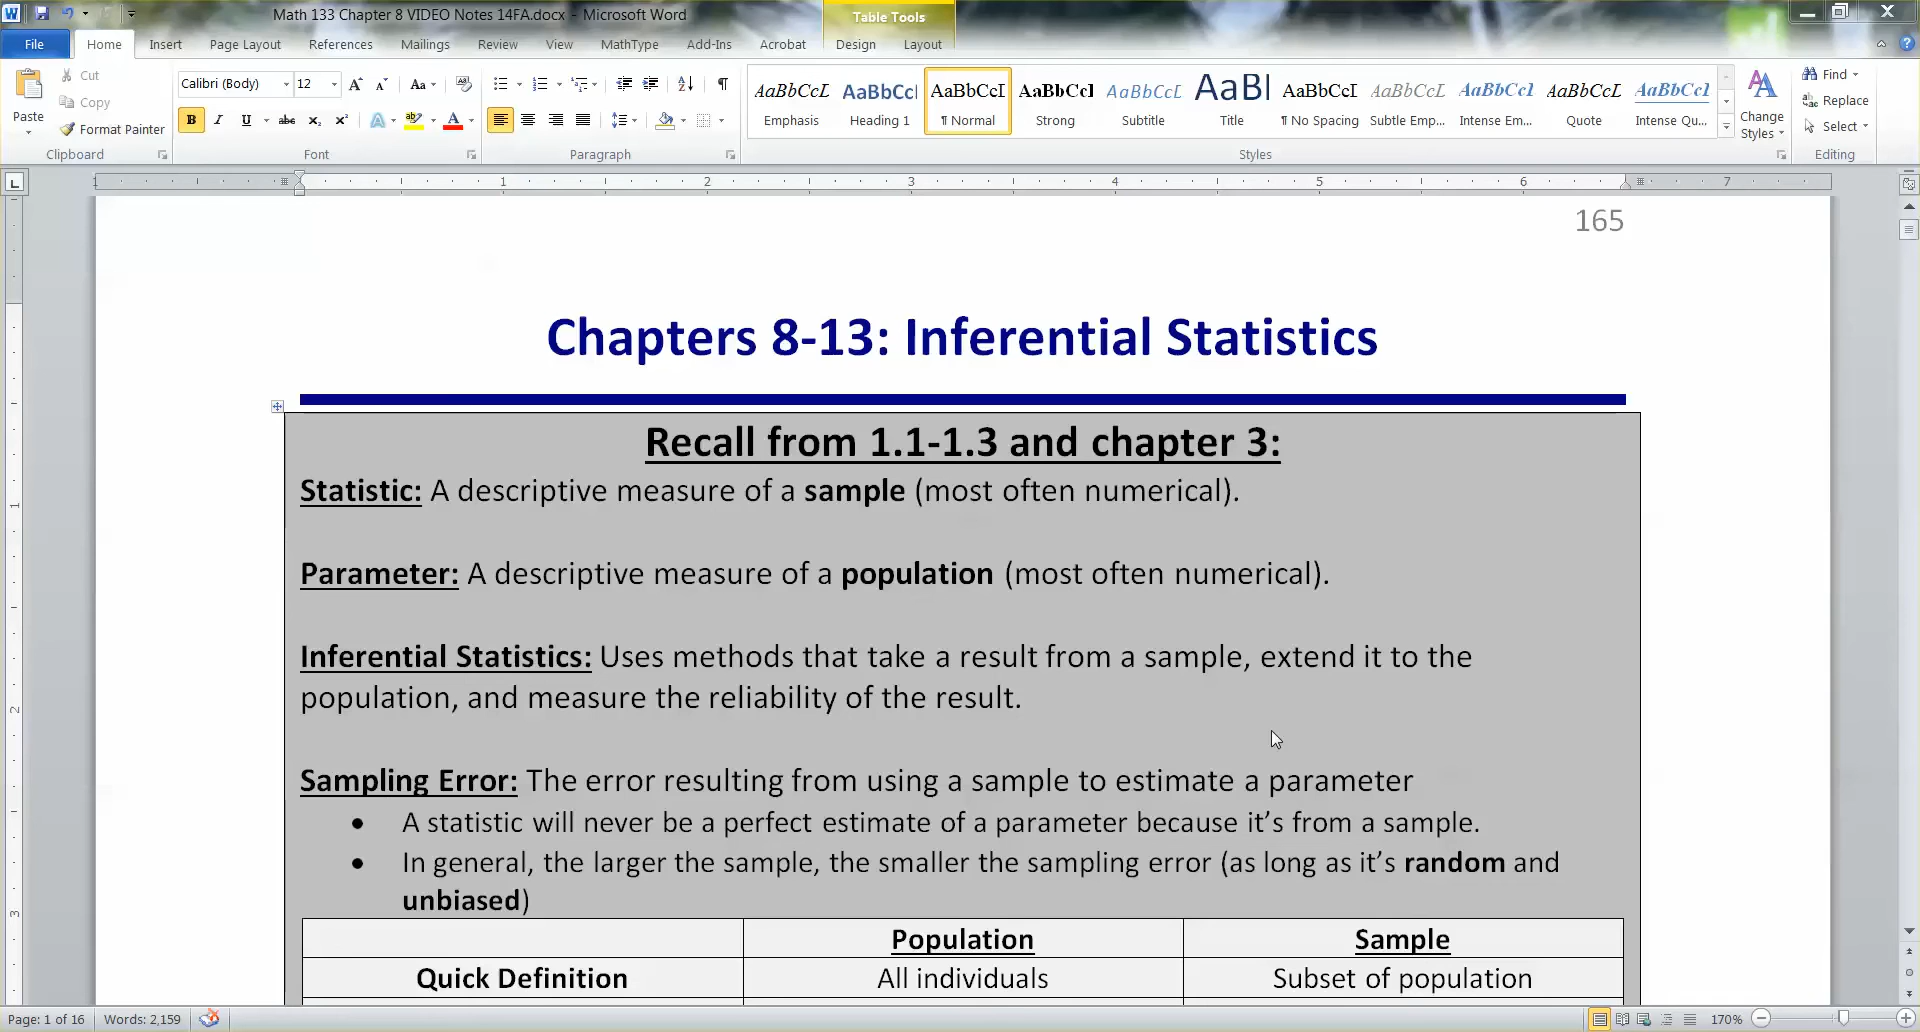 Math 133 Chapter 8 VIDEO Notes 14FA.docx - Microsoft Word
Table Tools
File Home Insert Page Layout References Mailings Review View MathType Add-Ins Acrobat Design Layout
Paste
Cut
Copy
Format Painter
Clipboard
Calibri (Body) 12
Font
Paragraph
AaBbCcL AaBbCcl AaBbCcI AaBbCcl AaBbCcL AaBl AaBbCcI AaBbCcL AaBbCcl AaBbCcL AaBbCcl
Emphasis Heading 1 ¶ Normal Strong Subtitle Title ¶ No Spacing Subtle Emp... Intense Em... Quote Intense Qu...
Styles
Change
Styles
Find
Replace
Select
Editing
1 1 2 3 4 5 6 7
165
Chapters 8-13: Inferential Statistics
Recall from 1.1-1.3 and chapter 3:
Statistic: A descriptive measure of a sample (most often numerical).
Parameter: A descriptive measure of a population (most often numerical).
Inferential Statistics: Uses methods that take a result from a sample, extend it to the
population, and measure the reliability of the result.
Sampling Error: The error resulting from using a sample to estimate a parameter
• A statistic will never be a perfect estimate of a parameter because it's from a sample.
• In general, the larger the sample, the smaller the sampling error (as long as it's random and
unbiased)
Population Sample
Quick Definition All individuals Subset of population
Page: 1 of 16 Words: 2,159 170%